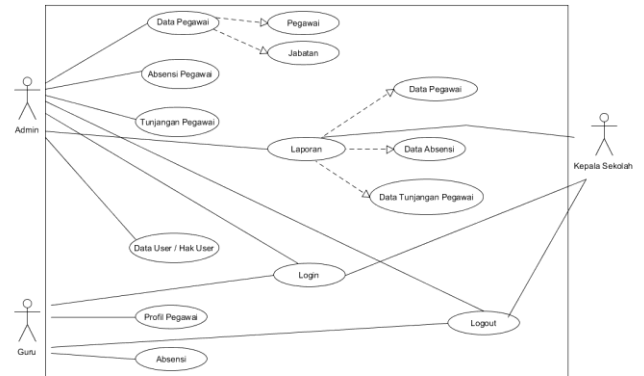 Data Pegawai
Pegawai
Jabatan
Absensi Pegawai
Data Pegawai
Tunjangan Pegawai
Admin
Laporan
Data Absensi
Kepala Sekolah
Data Tunjangan Pegawai
Data User / Hak User
Login
Profil Pegawai
Logout
Guru
Absensi